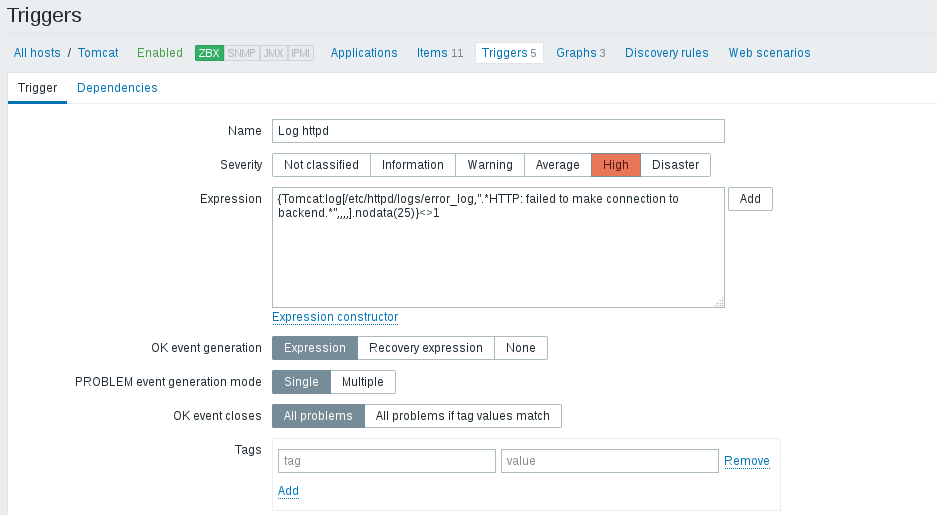 Triggers
All hosts / Tomcat Enabled ZBX SNMP JMX IPMI Applications Items 11 Triggers 5 Graphs 3 Discovery rules Web scenarios
Trigger Dependencies
Name Log httpd
Severity Not classified Information Warning Average High Disaster
Expression {Tomcat:log[/etc/httpd/logs/error_log,".*HTTP: failed to make connection to Add
backend.*",,,,].nodata(25)}<>1
Expression constructor
OK event generation Expression Recovery expression None
PROBLEM event generation mode Single Multiple
OK event closes All problems All problems if tag values match
Tags tag value Remove
Add